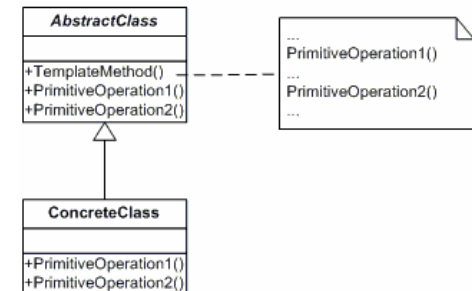 AbstractClass
+TemplateMethod()
+PrimitiveOperation1()
+PrimitiveOperation2()
...
PrimitiveOperation1()
...
PrimitiveOperation2()
...
ConcreteClass
+PrimitiveOperation1()
+PrimitiveOperation2()